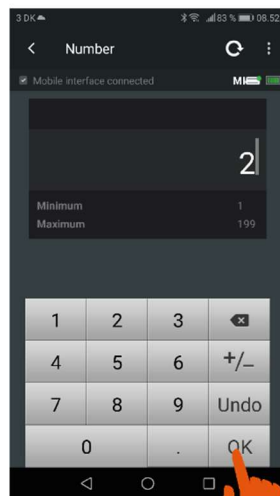 3 DK 83 % 08.52
Number
Mobile interface connected
2
Minimum 1
Maximum 199
1 2 3
4 5 6 +/-
7 8 9 Undo
0 . OK